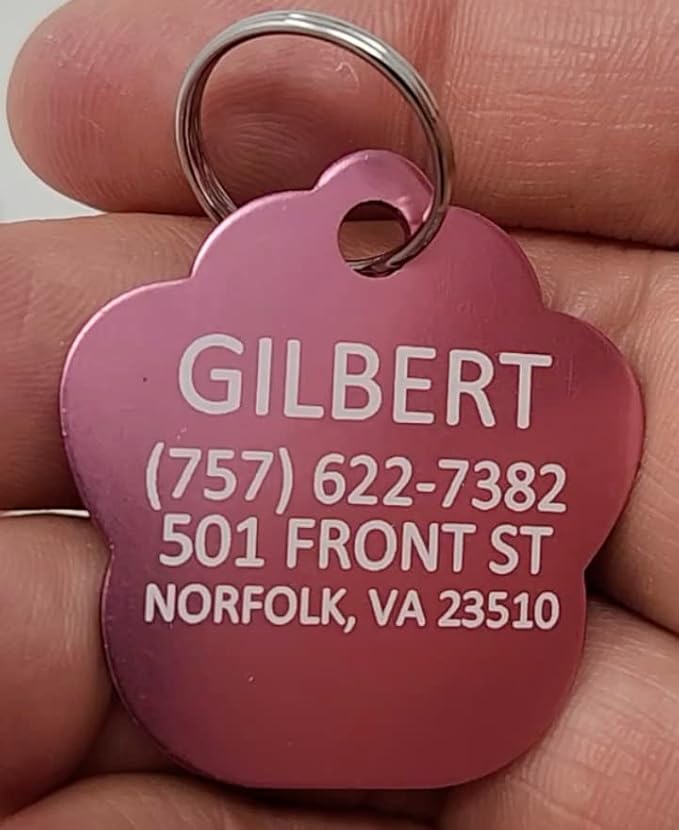 GILBERT
(757) 622-7382
501 FRONT ST
NORFOLK, VA 23510